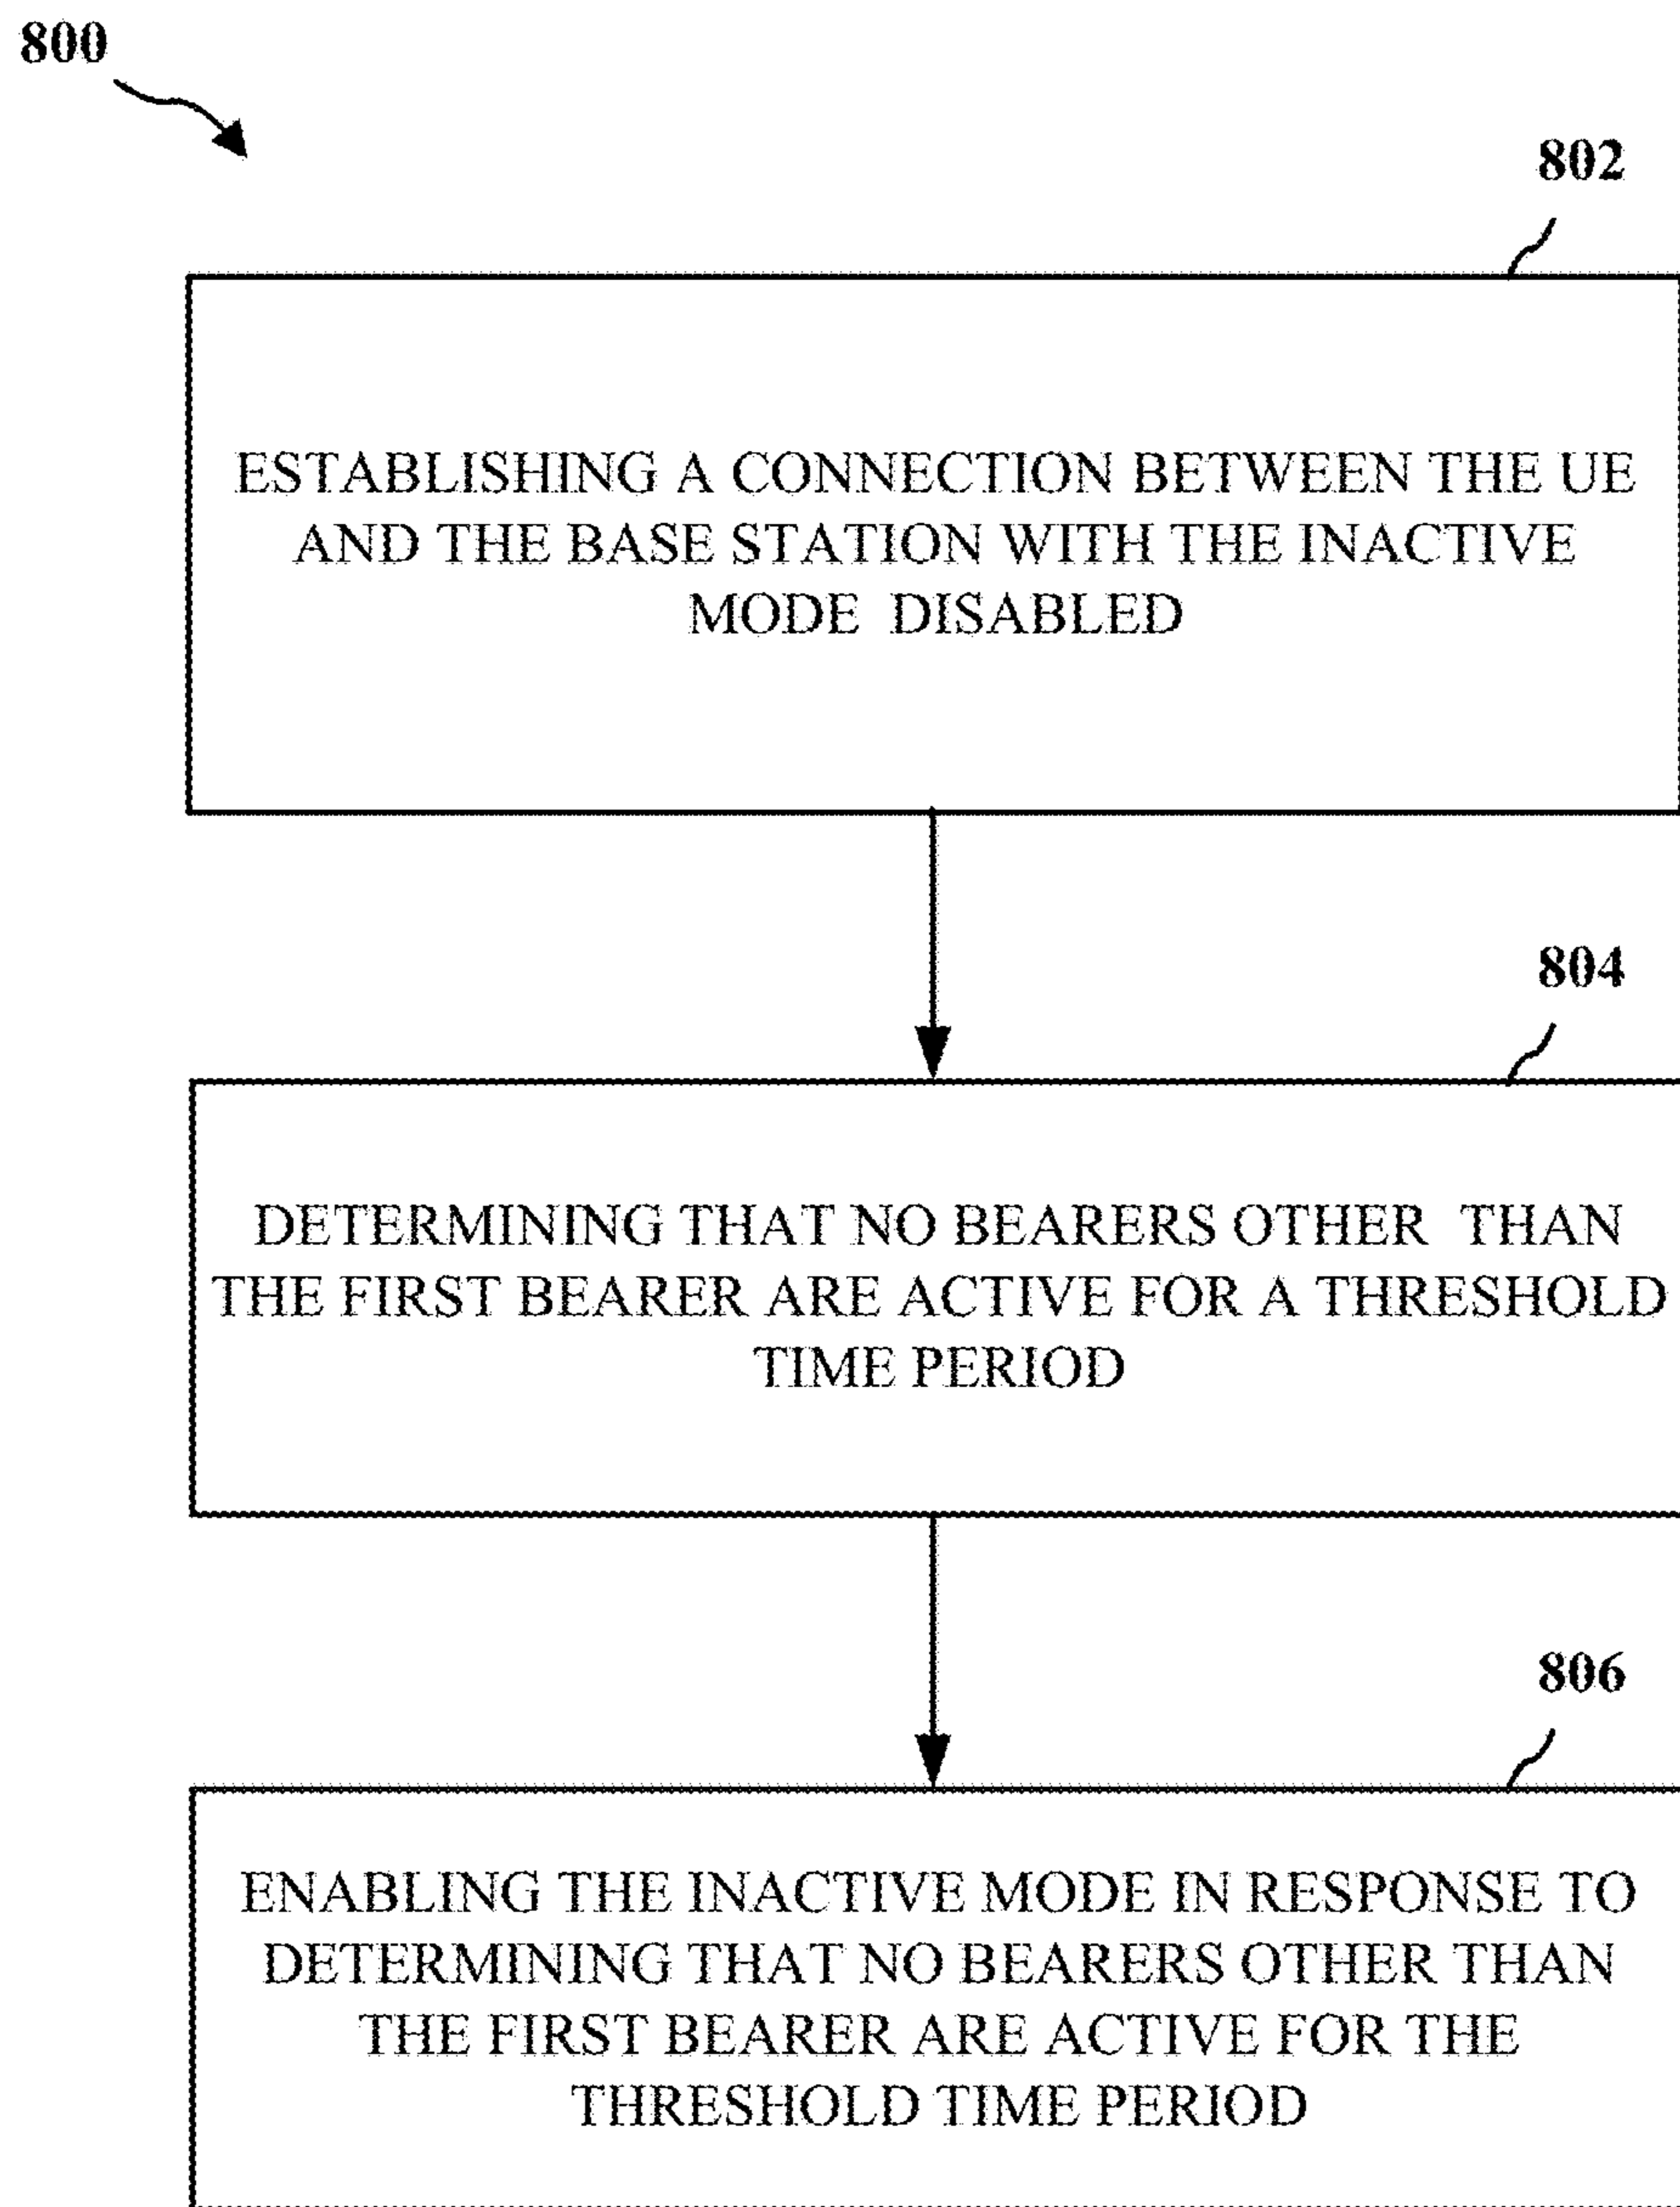 800
802
ESTABLISHING A CONNECTION BETWEEN THE UE
AND THE BASE STATION WITH THE INACTIVE
MODE DISABLED
804
DETERMINING THAT NO BEARERS OTHER THAN
THE FIRST BEARER ARE ACTIVE FOR A THRESHOLD
TIME PERIOD
806
ENABLING THE INACTIVE MODE IN RESPONSE TO
DETERMINING THAT NO BEARERS OTHER THAN
THE FIRST BEARER ARE ACTIVE FOR THE
THRESHOLD TIME PERIOD